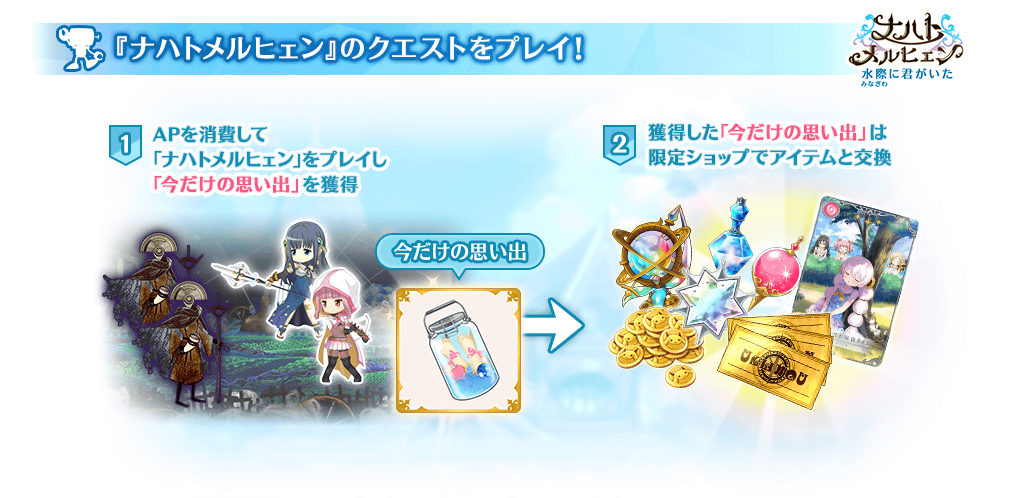 『ナハトメルヒェン』のクエストをプレイ!
ナハト
メルヒェン
水際に君がいた
みなぎわ
1
APを消費して
「ナハトメルヒェン」をプレイし
「今だけの思い出」を獲得
2
獲得した「今だけの思い出」は
限定ショップでアイテムと交換
今だけの思い出